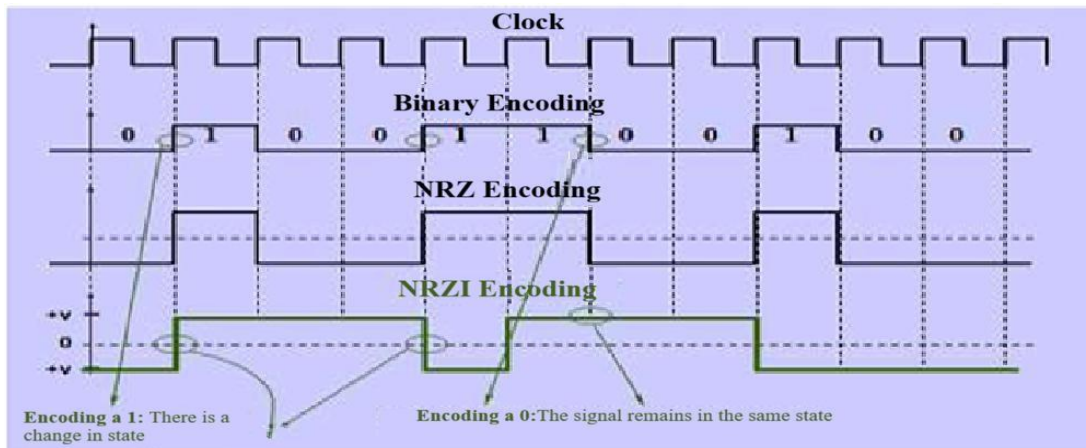 Clock
Binary Encoding
0 1 0 0 1 1 0 0 1 0 0
NRZ Encoding
NRZI Encoding
+V
0
+V
Encoding a 1: There is a
change in state
Encoding a 0:The signal remains in the same state